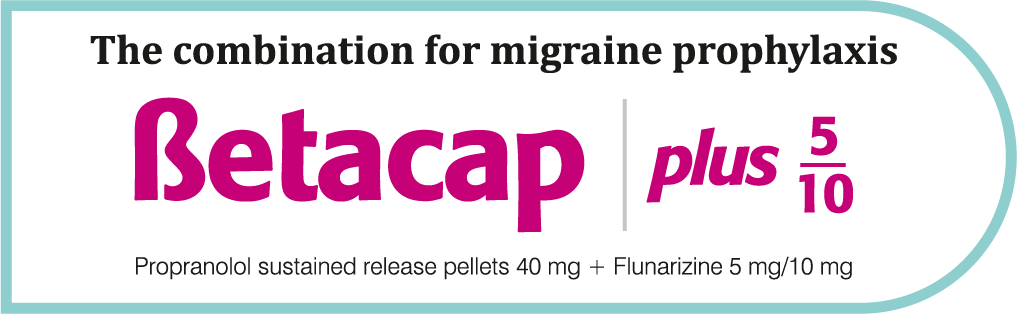 The combination for migraine prophylaxis
ßetacap plus 5/10
Propranolol sustained release pellets 40 mg + Flunarizine 5 mg/10 mg